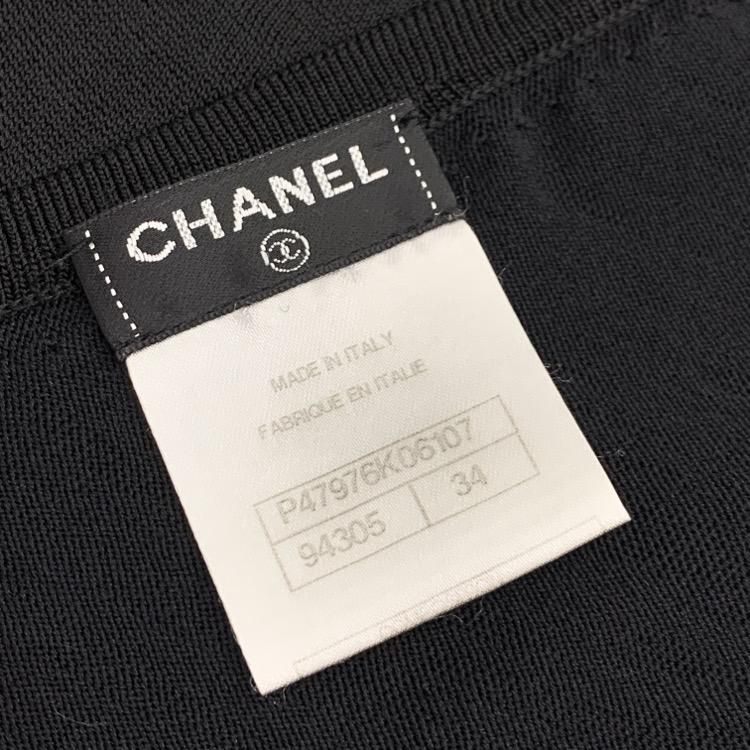 CHANEL
MADE IN ITALY
FABRIQUE EN ITALIE
P47976K06107
94305 34